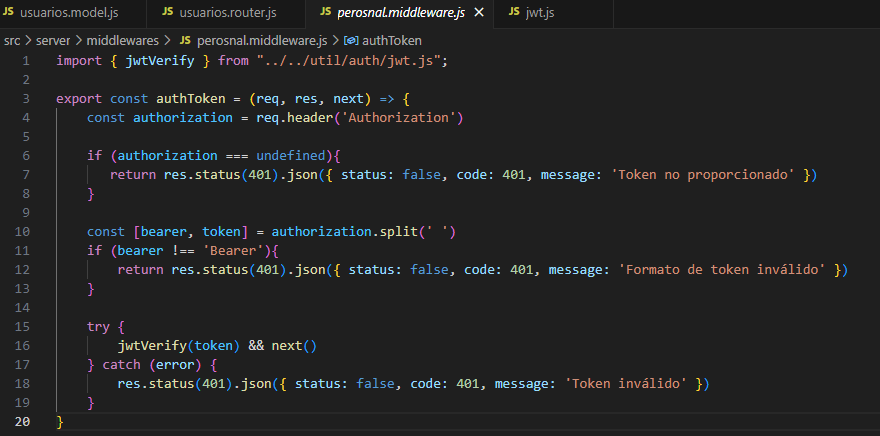 JS usuarios.model.js JS usuarios.router.js JS perosnal.middleware.js × JS jwt.js
src > server > middlewares > JS perosnal.middleware.js > authToken
1 import { jwtVerify } from "../../util/auth/jwt.js";
2
3 export const authToken = (req, res, next) => {
4 const authorization = req.header('Authorization')
5
6 if (authorization === undefined){
7 return res.status(401).json({ status: false, code: 401, message: 'Token no proporcionado' })
8 }
9
10 const [bearer, token] = authorization.split(' ')
11 if (bearer !== 'Bearer'){
12 return res.status(401).json({ status: false, code: 401, message: 'Formato de token inválido' })
13 }
14
15 try {
16 jwtVerify(token) && next()
17 } catch (error) {
18 res.status(401).json({ status: false, code: 401, message: 'Token inválido' })
19 }
20 }